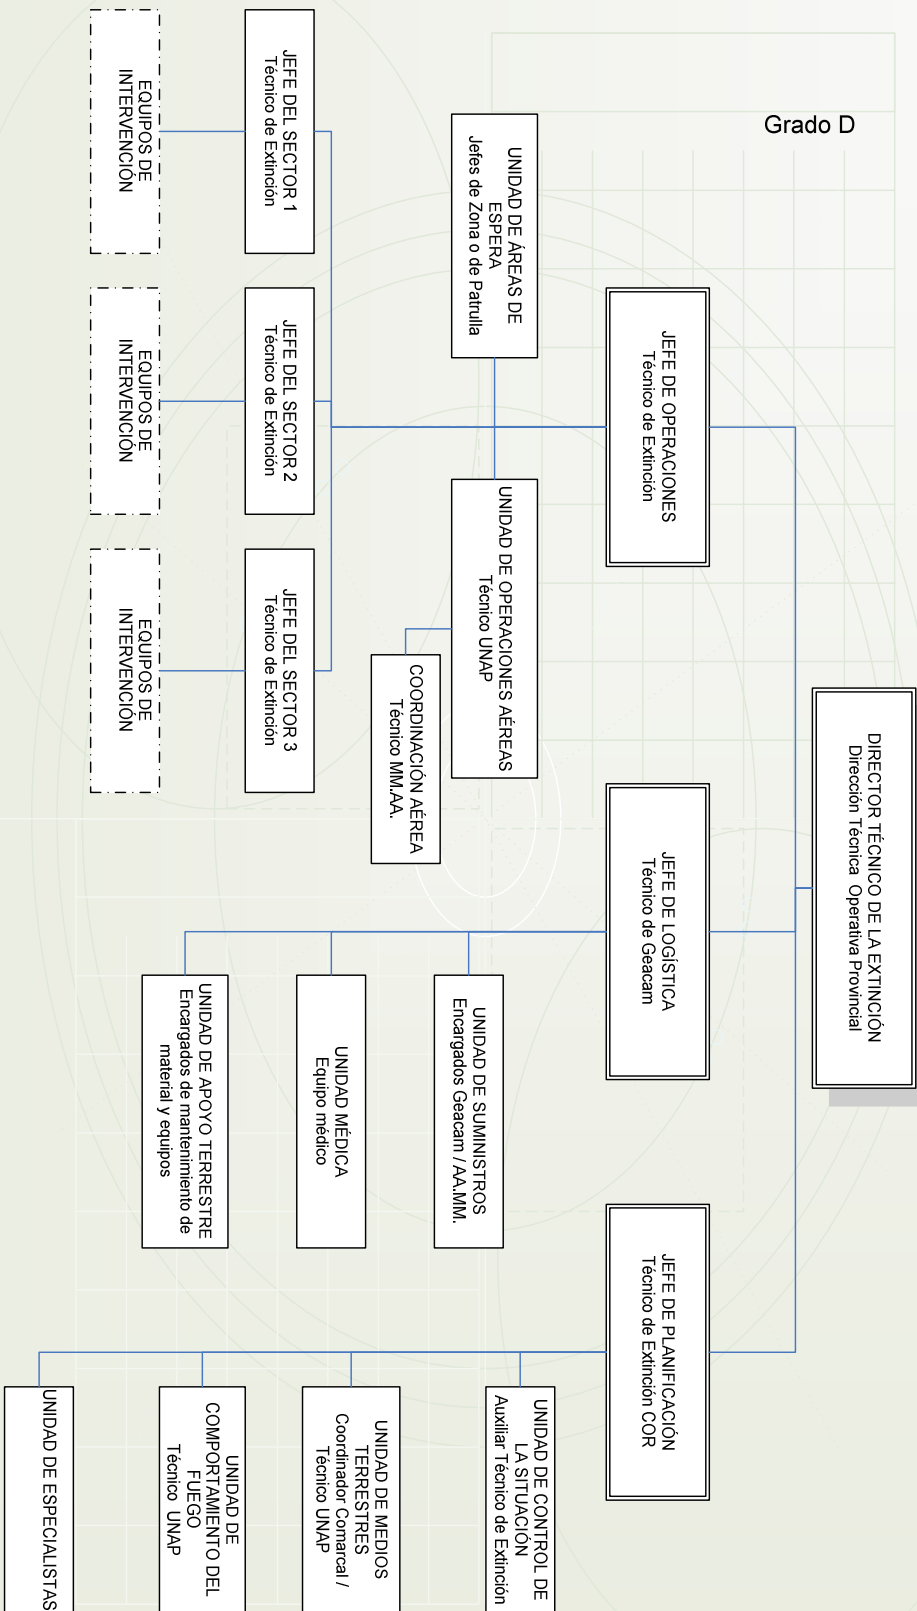 Grado D
DIRECTOR TÉCNICO DE LA EXTINCIÓN
Dirección Técnica Operativa Provincial
JEFE DE OPERACIONES
Técnico de Extinción
JEFE DE LOGÍSTICA
Técnico de Geacam
JEFE DE PLANIFICACIÓN
Técnico de Extinción COR
UNIDAD DE ÁREAS DE
ESPERA
Jefes de Zona o de Patrulla
UNIDAD DE OPERACIONES AÉREAS
Técnico UNAP
COORDINACIÓN AÉREA
Técnico MM.AA.
JEFE DEL SECTOR 1
Técnico de Extinción
JEFE DEL SECTOR 2
Técnico de Extinción
JEFE DEL SECTOR 3
Técnico de Extinción
EQUIPOS DE
INTERVENCIÓN
EQUIPOS DE
INTERVENCIÓN
EQUIPOS DE
INTERVENCIÓN
UNIDAD DE SUMINISTROS
Encargados Geacam / AA.MM.
UNIDAD MÉDICA
Equipo médico
UNIDAD DE APOYO TERRESTRE
Encargados de mantenimiento de
material y equipos
UNIDAD DE CONTROL DE
LA SITUACIÓN
Auxiliar Técnico de Extinción
UNIDAD DE MEDIOS
TERRESTRES
Coordinador Comarcal /
Técnico UNAP
UNIDAD DE
COMPORTAMIENTO DEL
FUEGO
Técnico UNAP
UNIDAD DE ESPECIALISTAS